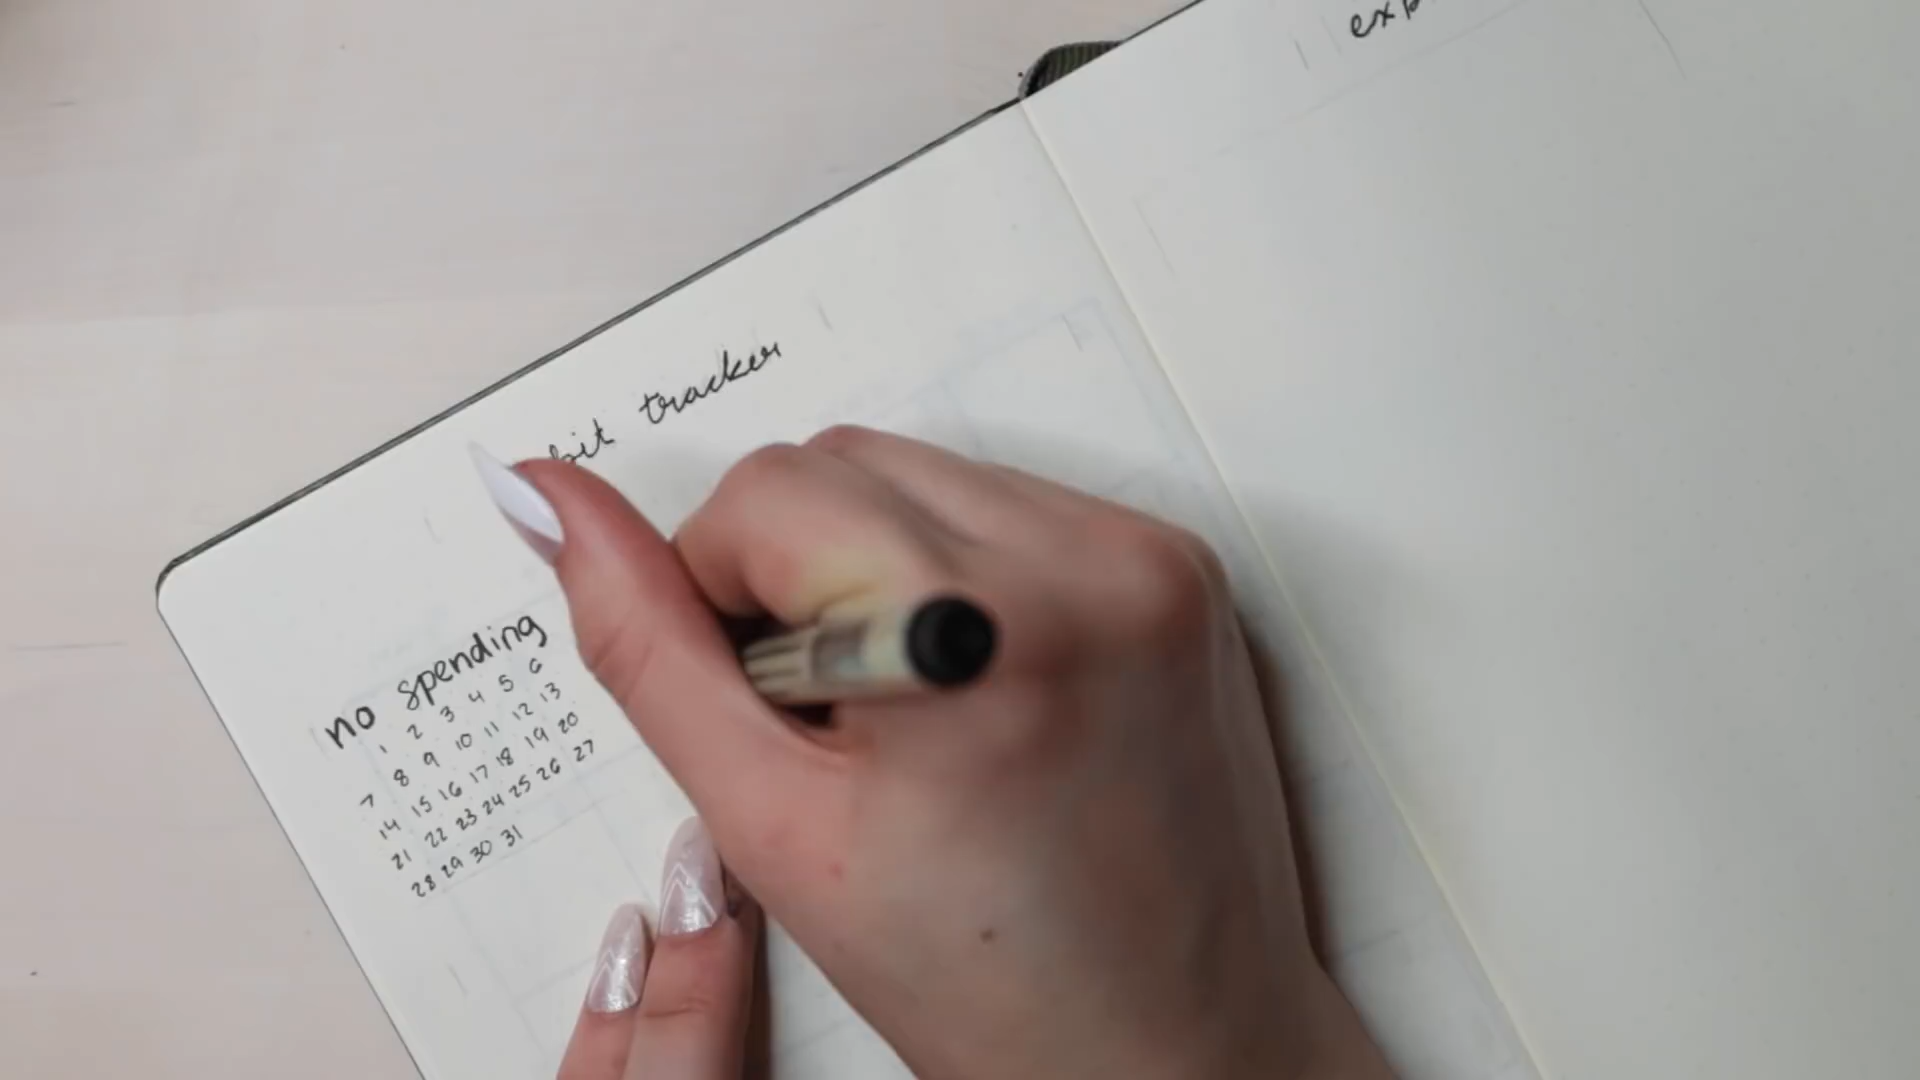 exp
bit tracker
no spending
1 2 3 4 5 6
7 8 9 10 11 12 13
14 15 16 17 18 19 20
21 22 23 24 25 26 27
28 29 30 31